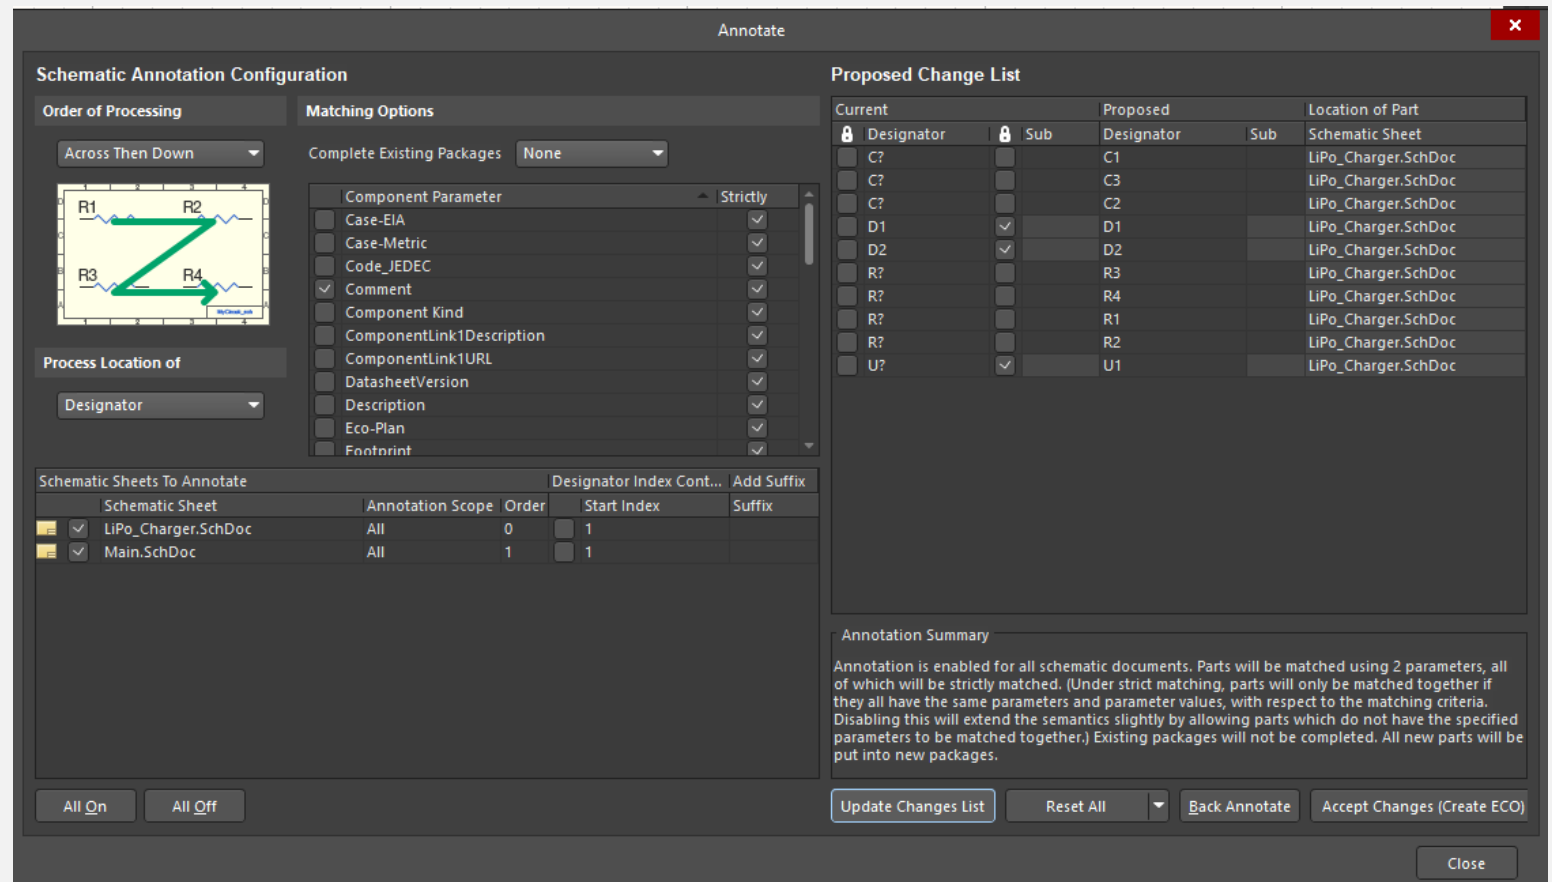 Annotate
Schematic Annotation Configuration
Order of Processing
Across Then Down
R1 R2
R3 R4
Process Location of
Designator
Matching Options
Complete Existing Packages None
Component Parameter Strictly
Case-EIA
Case-Metric
Code_JEDEC
Comment
Component Kind
ComponentLink1Description
ComponentLink1URL
DatasheetVersion
Description
Eco-Plan
Footprint
Schematic Sheets To Annotate Designator Index Cont... Add Suffix
Schematic Sheet Annotation Scope Order Start Index Suffix
LiPo_Charger.SchDoc All 0 1
Main.SchDoc All 1 1
All On All Off
Proposed Change List
Current Proposed Location of Part
Designator Sub Designator Sub Schematic Sheet
C? C1 LiPo_Charger.SchDoc
C? C3 LiPo_Charger.SchDoc
C? C2 LiPo_Charger.SchDoc
D1 D1 LiPo_Charger.SchDoc
D2 D2 LiPo_Charger.SchDoc
R? R3 LiPo_Charger.SchDoc
R? R4 LiPo_Charger.SchDoc
R? R1 LiPo_Charger.SchDoc
R? R2 LiPo_Charger.SchDoc
U? U1 LiPo_Charger.SchDoc
Annotation Summary
Annotation is enabled for all schematic documents. Parts will be matched using 2 parameters, all
of which will be strictly matched. (Under strict matching, parts will only be matched together if
they all have the same parameters and parameter values, with respect to the matching criteria.
Disabling this will extend the semantics slightly by allowing parts which do not have the specified
parameters to be matched together.) Existing packages will not be completed. All new parts will be
put into new packages.
Update Changes List Reset All Back Annotate Accept Changes (Create ECO)
Close